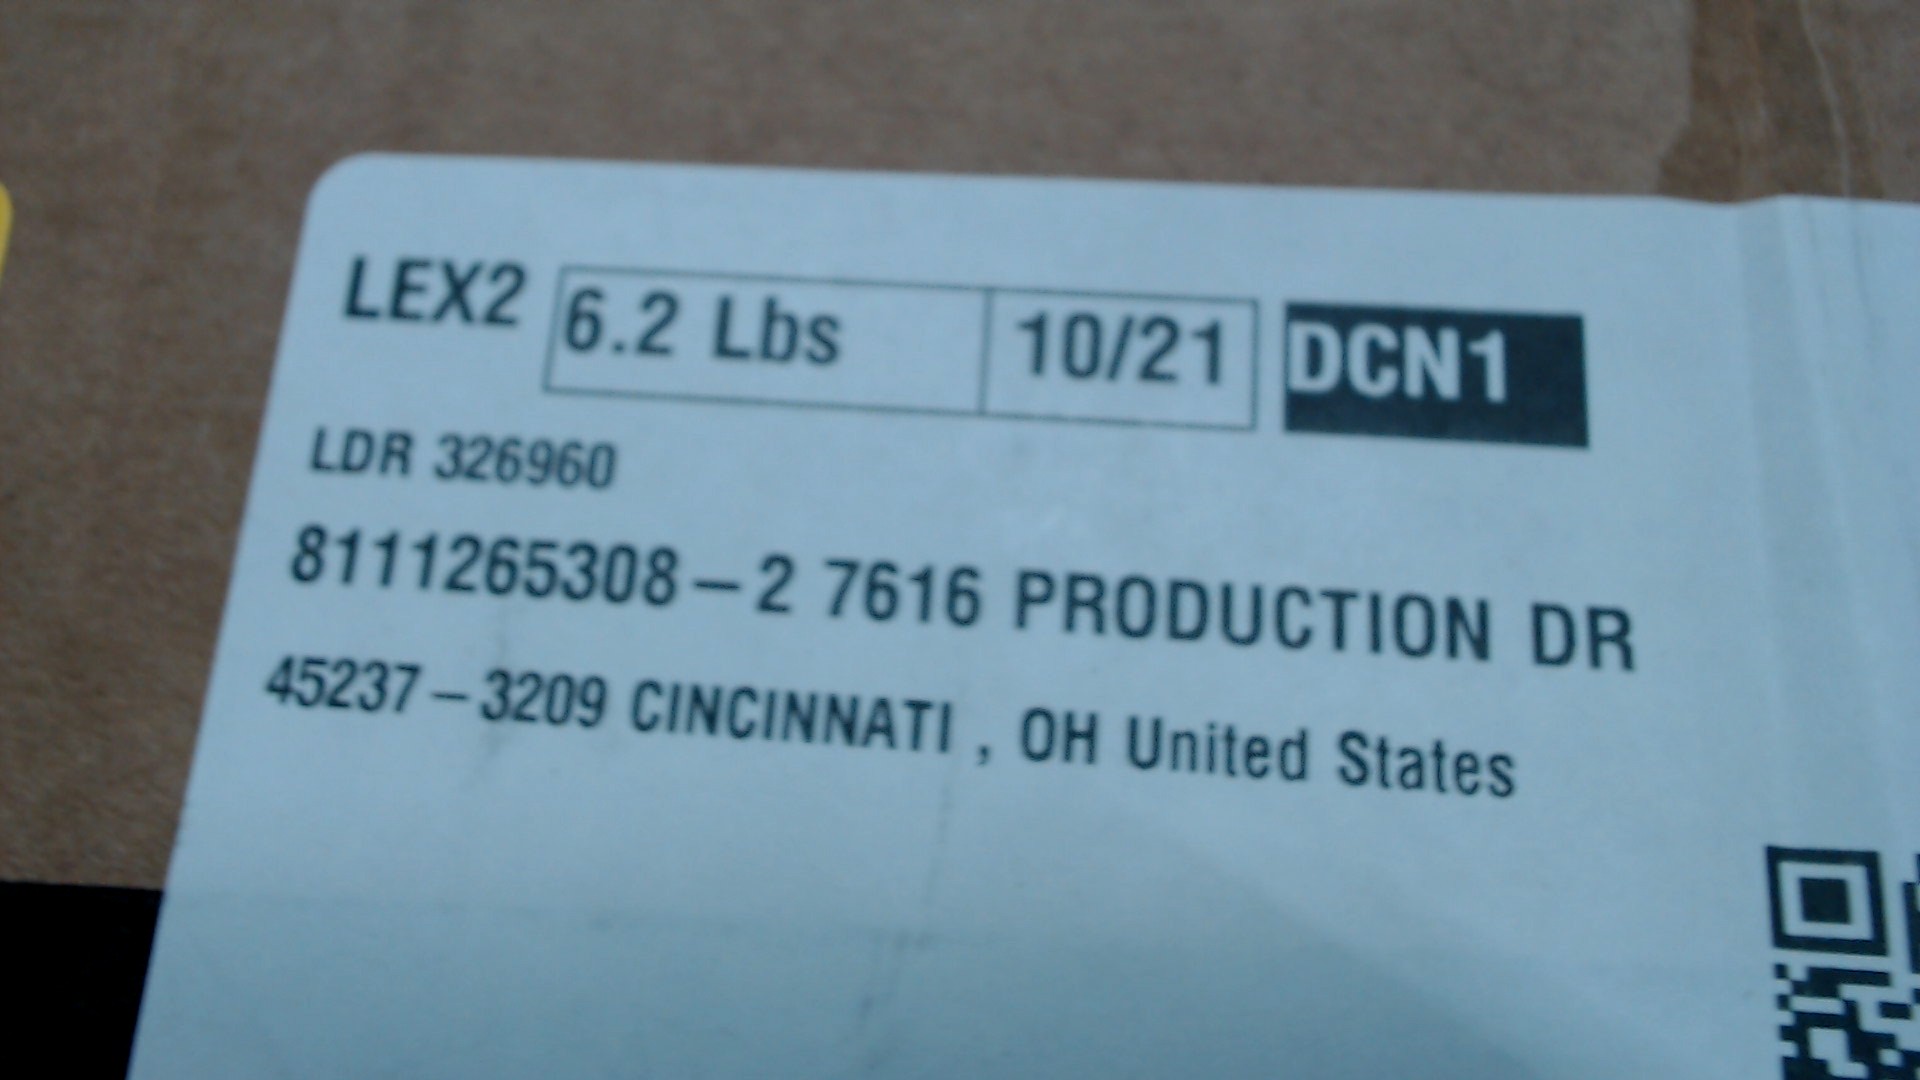 LEX2 6.2 Lbs 10/21 DCN1
LDR 326960
8111265308-2 7616 PRODUCTION DR
45237-3209 CINCINNATI , OH United States